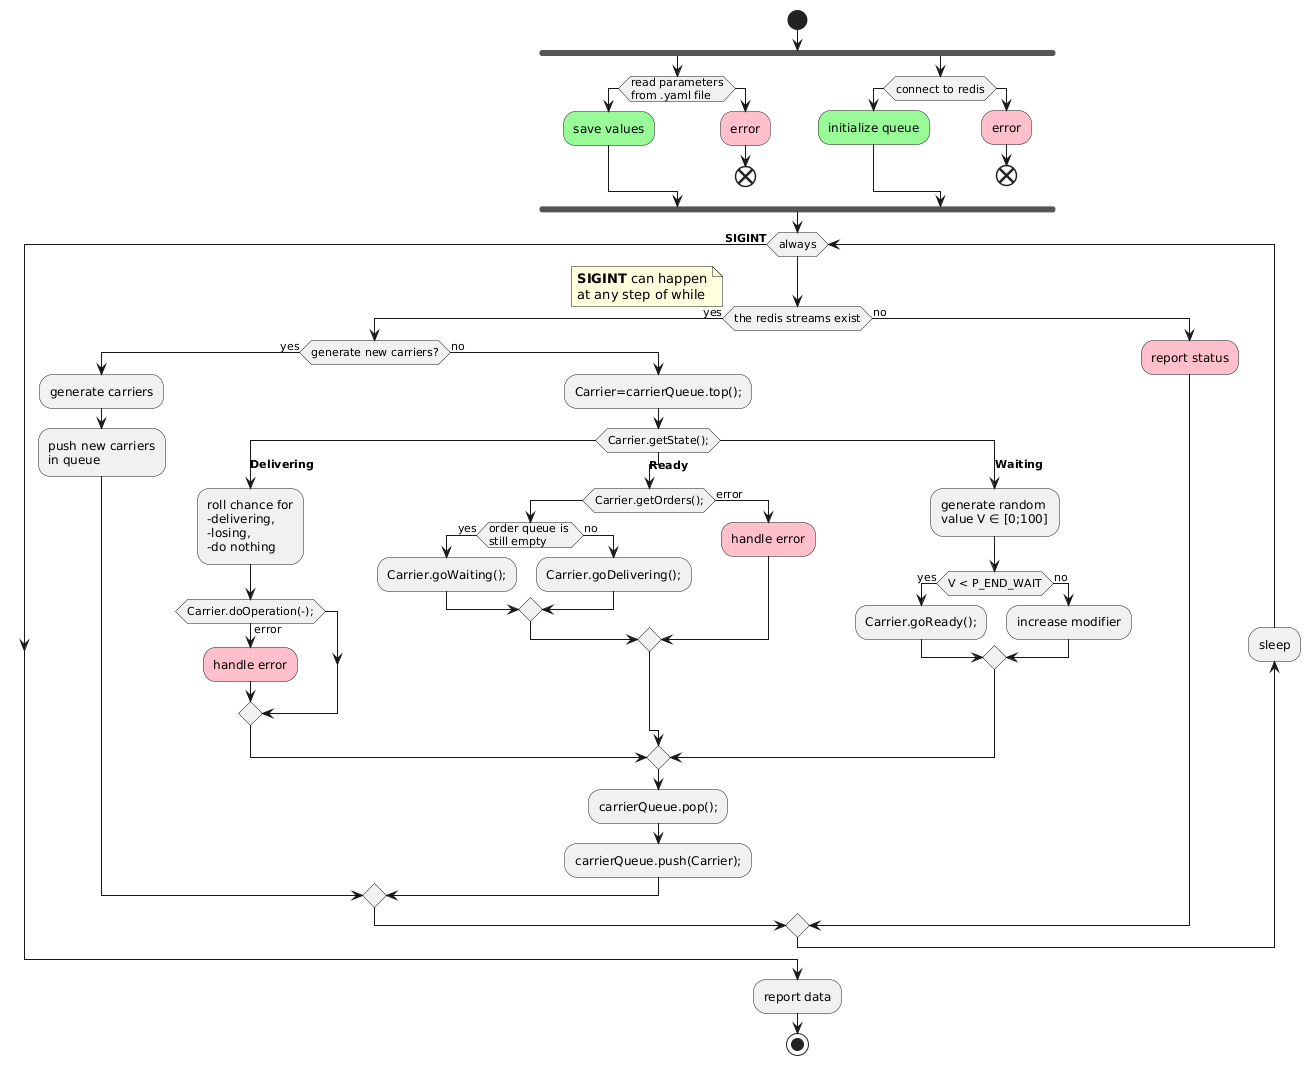 read parameters
from .yaml file
connect to redis
save values
error
initialize queue
error
SIGINT
always
SIGINT can happen
at any step of while
yes
the redis streams exist
no
yes
generate new carriers?
no
report status
generate carriers
Carrier=carrierQueue.top();
push new carriers
in queue
Carrier.getState();
Delivering
Ready
Waiting
roll chance for
-delivering,
-losing,
-do nothing
Carrier.getOrders();
error
generate random
value V ∈ [0;100]
yes
order queue is
still empty
no
handle error
Carrier.goWaiting();
Carrier.goDelivering();
yes
V < P_END_WAIT
no
Carrier.doOperation(-);
error
Carrier.goReady();
increase modifier
handle error
sleep
carrierQueue.pop();
carrierQueue.push(Carrier);
report data